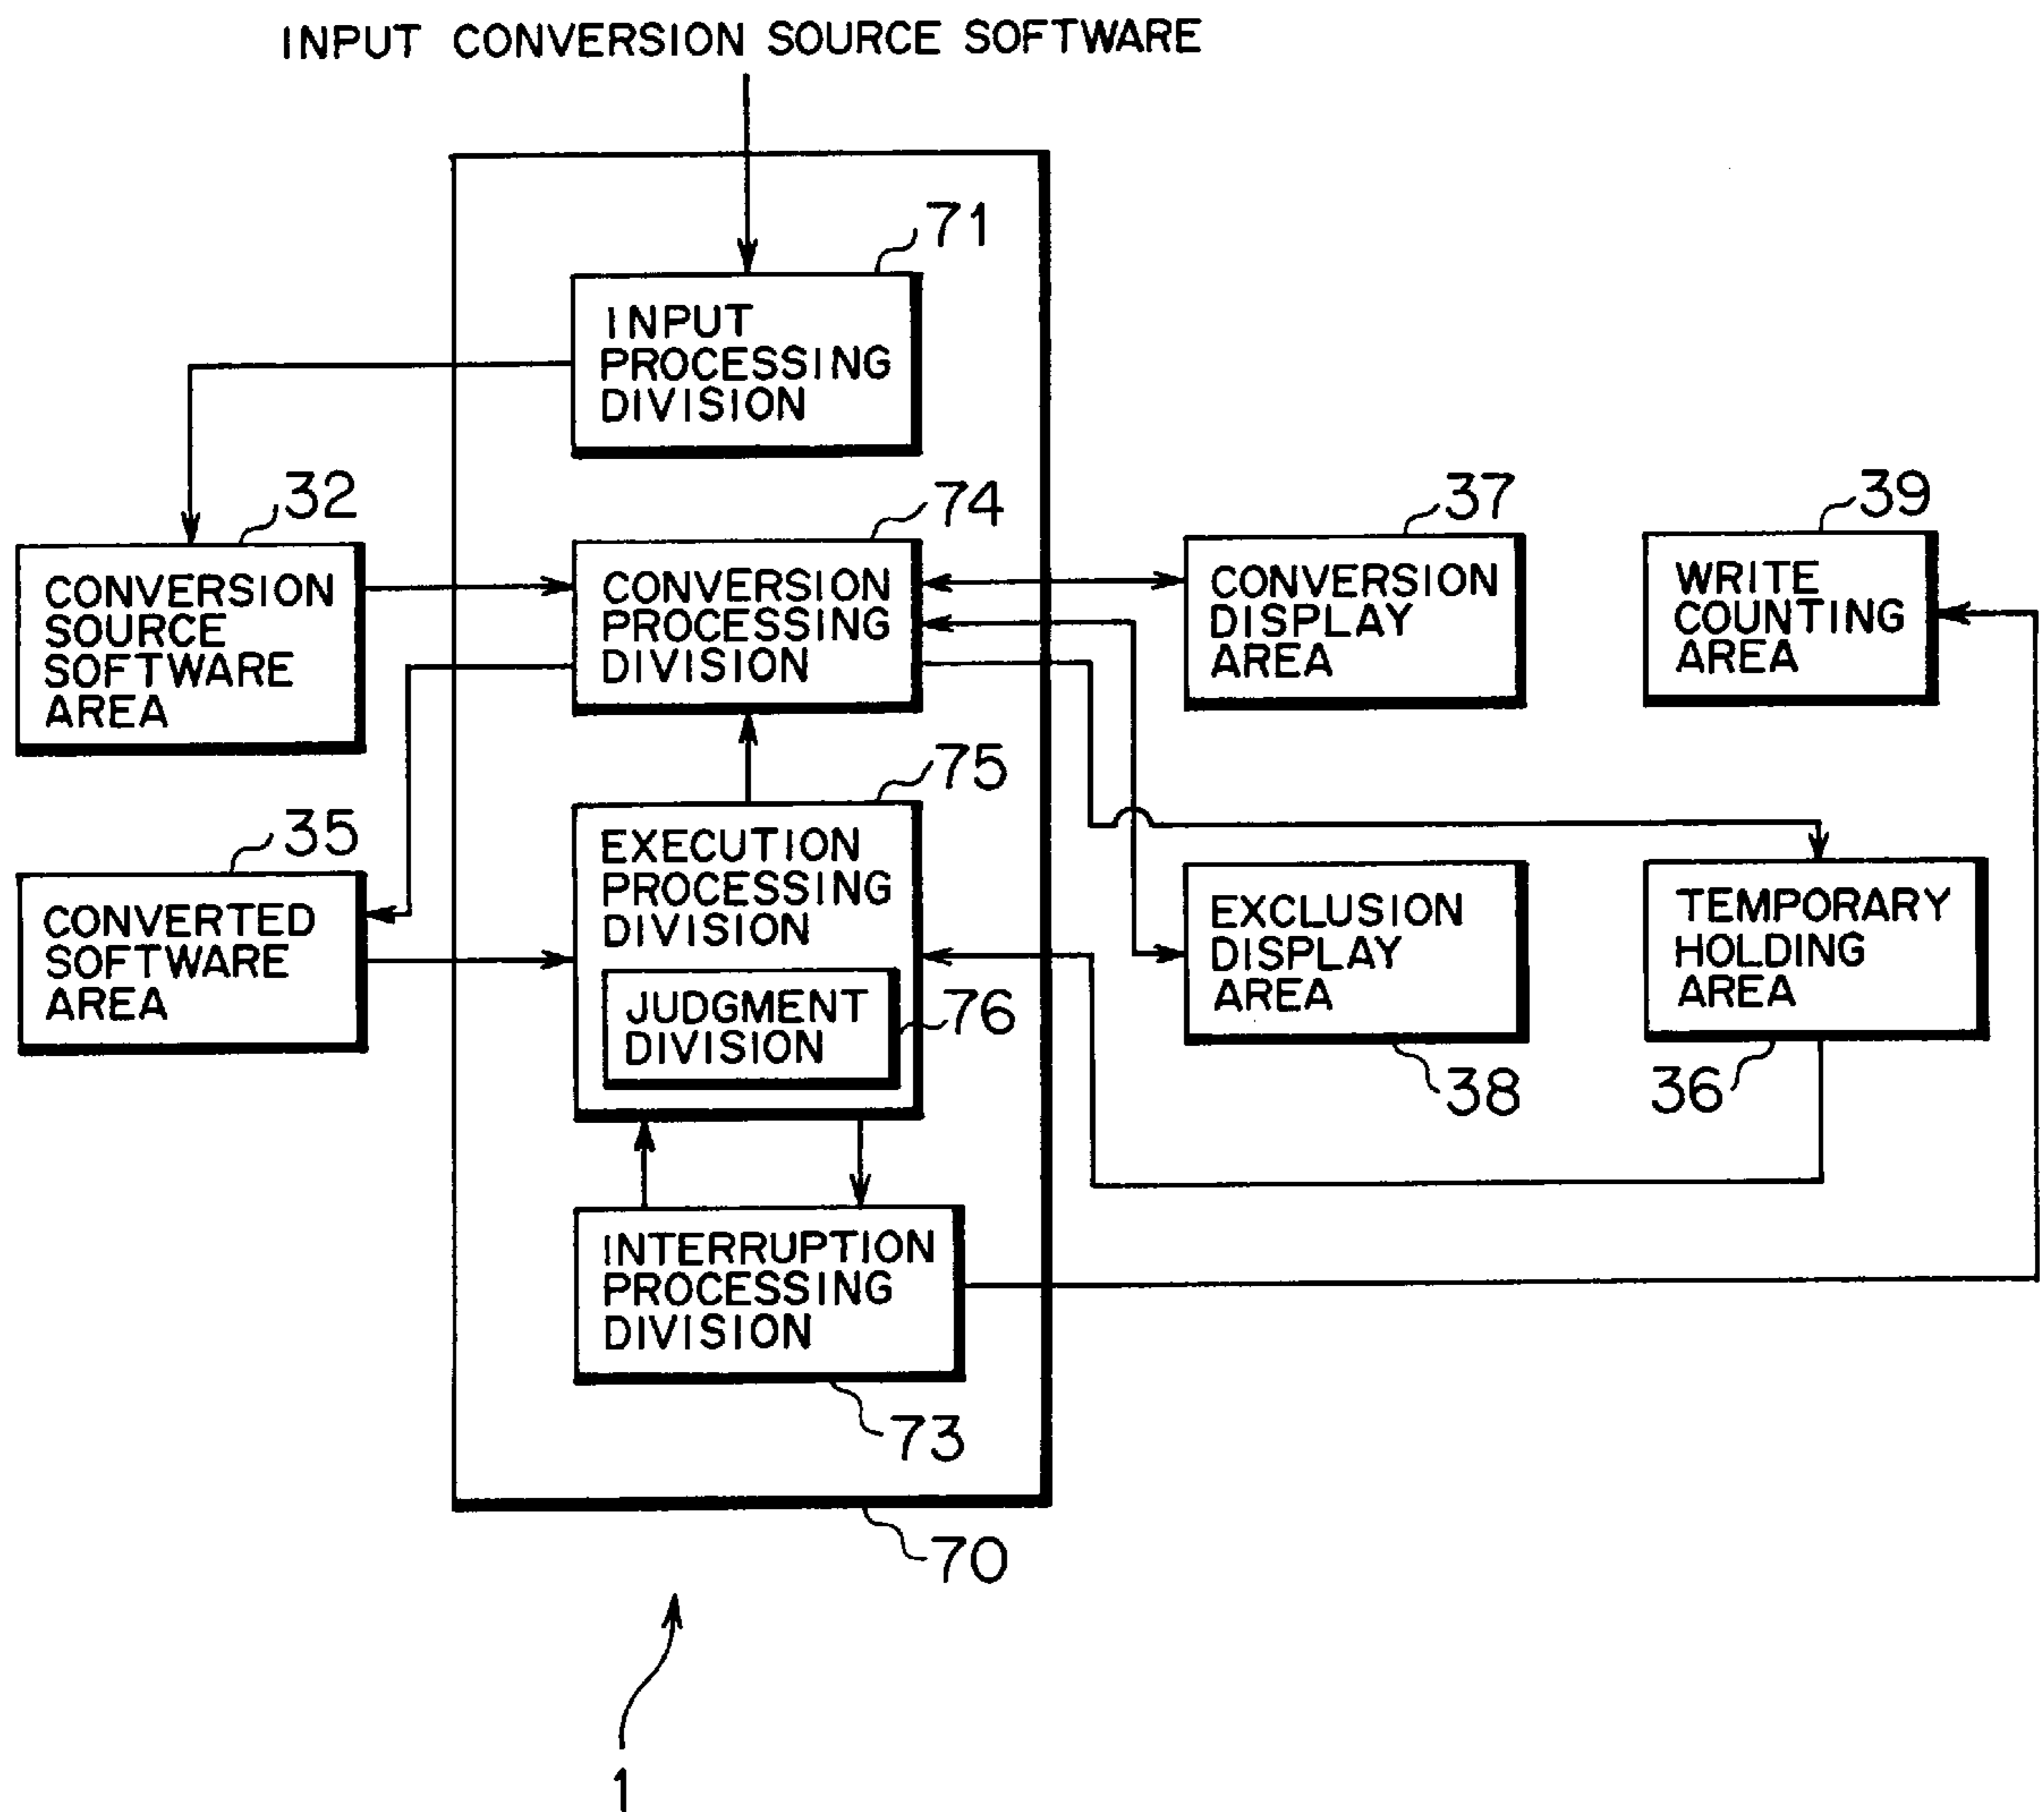 INPUT CONVERSION SOURCE SOFTWARE
71
INPUT
PROCESSING
DIVISION
32
CONVERSION
SOURCE
SOFTWARE
AREA
74
CONVERSION
PROCESSING
DIVISION
37
CONVERSION
DISPLAY
AREA
39
WRITE
COUNTING
AREA
35
CONVERTED
SOFTWARE
AREA
75
EXECUTION
PROCESSING
DIVISION
JUDGMENT
DIVISION
76
EXCLUSION
DISPLAY
AREA
38
TEMPORARY
HOLDING
AREA
36
INTERRUPTION
PROCESSING
DIVISION
73
70
1